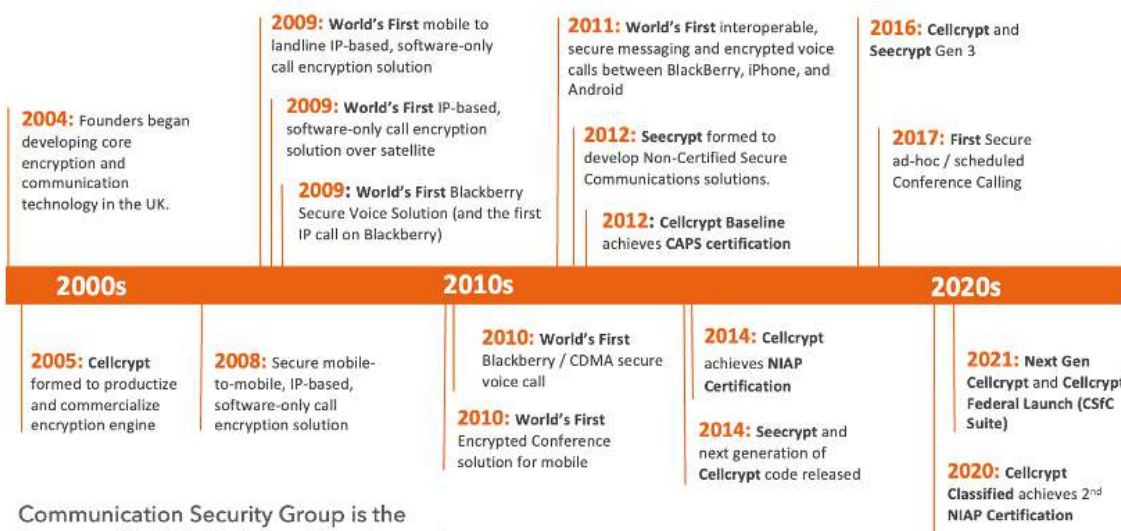 2009: World's First mobile to
landline IP-based, software-only
call encryption solution
2011: World's First interoperable,
secure messaging and encrypted voice
calls between BlackBerry, iPhone, and
Android
2016: Cellcrypt and
Seecrypt Gen 3
2004: Founders began
developing core
encryption and
communication
technology in the UK.
2009: World's First IP-based,
software-only call encryption
solution over satellite
2012: Seecrypt formed to
develop Non-Certified Secure
Communications solutions.
2017: First Secure
ad-hoc / scheduled
Conference Calling
2009: World's First Blackberry
Secure Voice Solution (and the first
IP call on Blackberry)
2012: Cellcrypt Baseline
achieves CAPS certification
2000s
2010s
2020s
2005: Cellcrypt
formed to productize
and commercialize
encryption engine
2008: Secure mobile-
to-mobile, IP-based,
software-only call
encryption solution
2010: World's First
Blackberry / CDMA secure
voice call
2010: World's First
Encrypted Conference
solution for mobile
2014: Cellcrypt
achieves NIAP
Certification
2014: Seecrypt and
next generation of
Cellcrypt code released
2021: Next Gen
Cellcrypt and Cellcrypt
Federal Launch (CSfC
Suite)
2020: Cellcrypt
Classified achieves 2nd
NIAP Certification
Communication Security Group is the